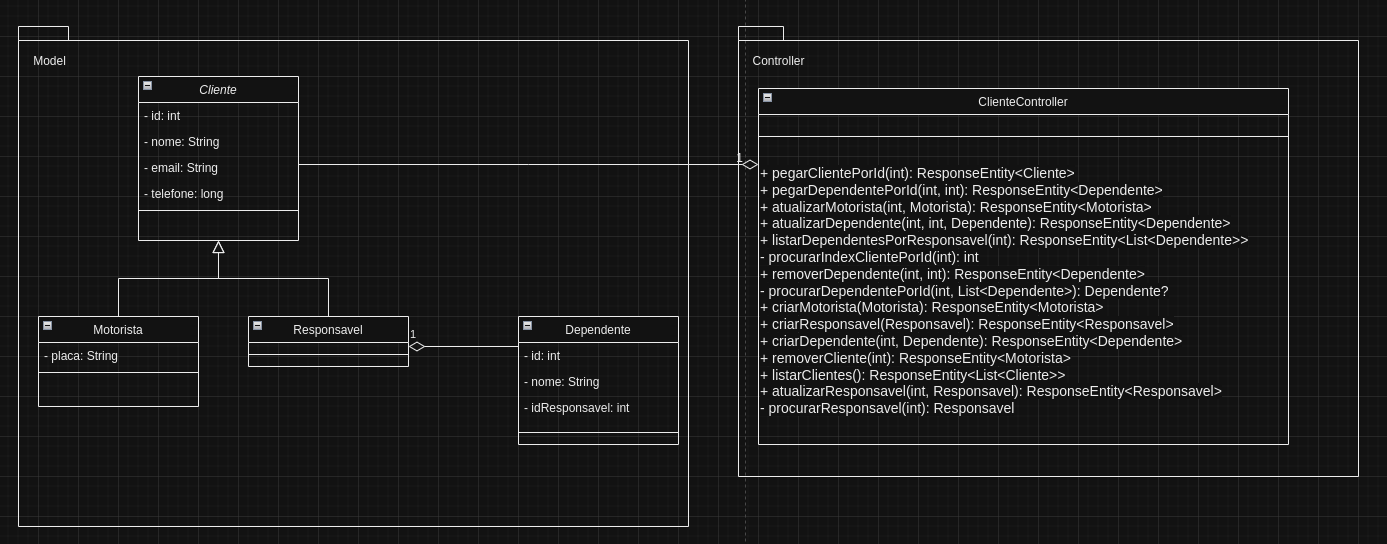 Model
Cliente
- id: int
- nome: String
- email: String
- telefone: long
Motorista
- placa: String
Responsavel
1
Dependente
- id: int
- nome: String
- idResponsavel: int
Controller
ClienteController
1
+ pegarClientePorId(int): ResponseEntity<Cliente>
+ pegarDependentePorId(int, int): ResponseEntity<Dependente>
+ atualizarMotorista(int, Motorista): ResponseEntity<Motorista>
+ atualizarDependente(int, int, Dependente): ResponseEntity<Dependente>
+ listarDependentesPorResponsavel(int): ResponseEntity<List<Dependente>>
- procurarIndexClientePorId(int): int
+ removerDependente(int, int): ResponseEntity<Dependente>
- procurarDependentePorId(int, List<Dependente>): Dependente?
+ criarMotorista(Motorista): ResponseEntity<Motorista>
+ criarResponsavel(Responsavel): ResponseEntity<Responsavel>
+ criarDependente(int, Dependente): ResponseEntity<Dependente>
+ removerCliente(int): ResponseEntity<Motorista>
+ listarClientes(): ResponseEntity<List<Cliente>>
+ atualizarResponsavel(int, Responsavel): ResponseEntity<Responsavel>
- procurarResponsavel(int): Responsavel